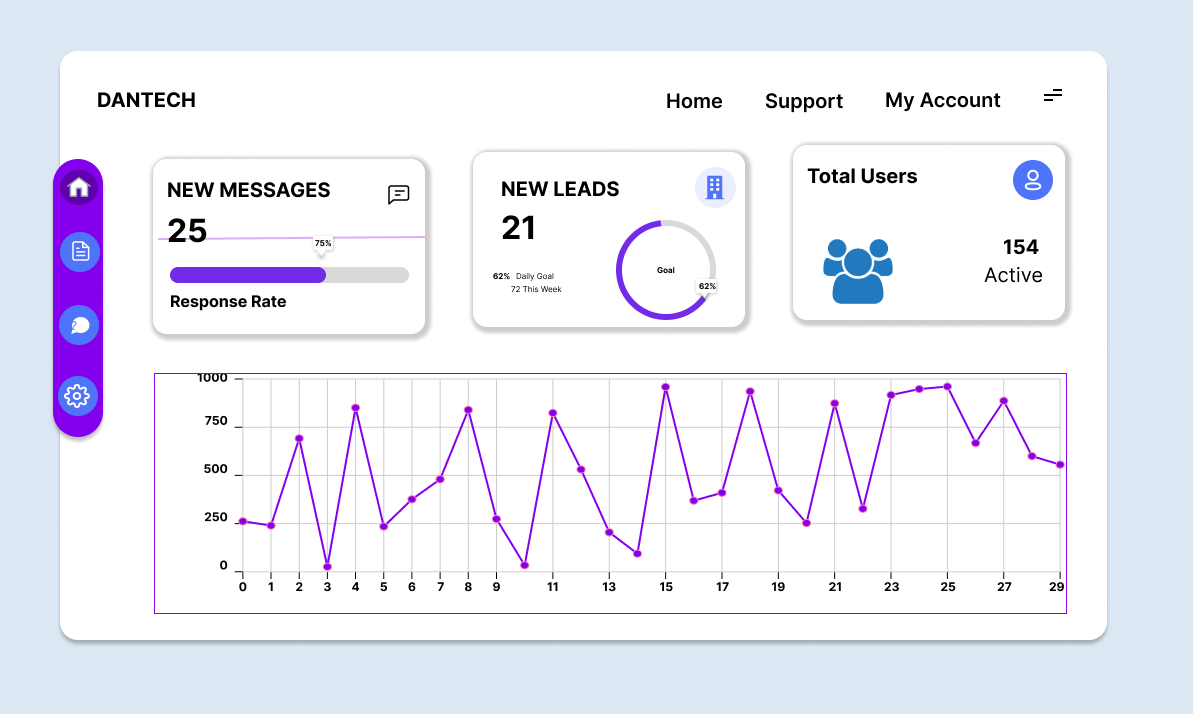 DANTECH
Home Support My Account
NEW MESSAGES
25
75%
Response Rate
NEW LEADS
21
62% Daily Goal
72 This Week
Goal
62%
Total Users
154
Active
1000
750
500
250
0
0 1 2 3 4 5 6 7 8 9 11 13 15 17 19 21 23 25 27 29